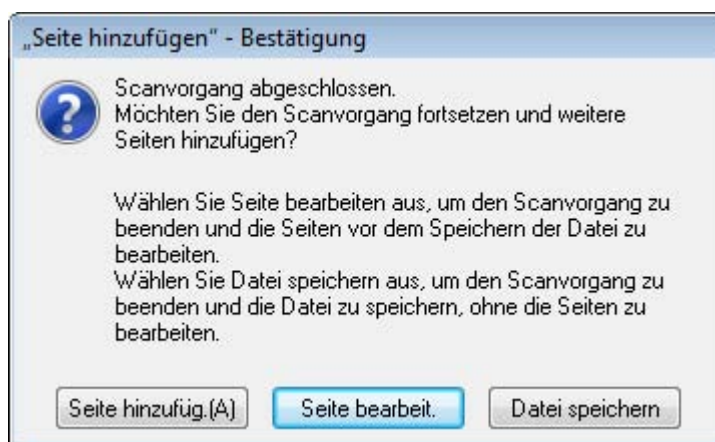 „Seite hinzufügen" - Bestätigung
Scanvorgang abgeschlossen.
Möchten Sie den Scanvorgang fortsetzen und weitere
Seiten hinzufügen?
Wählen Sie Seite bearbeiten aus, um den Scanvorgang zu
beenden und die Seiten vor dem Speichern der Datei zu
bearbeiten.
Wählen Sie Datei speichern aus, um den Scanvorgang zu
beenden und die Datei zu speichern, ohne die Seiten zu
bearbeiten.
Seite hinzufüg.(A)
Seite bearbeit.
Datei speichern